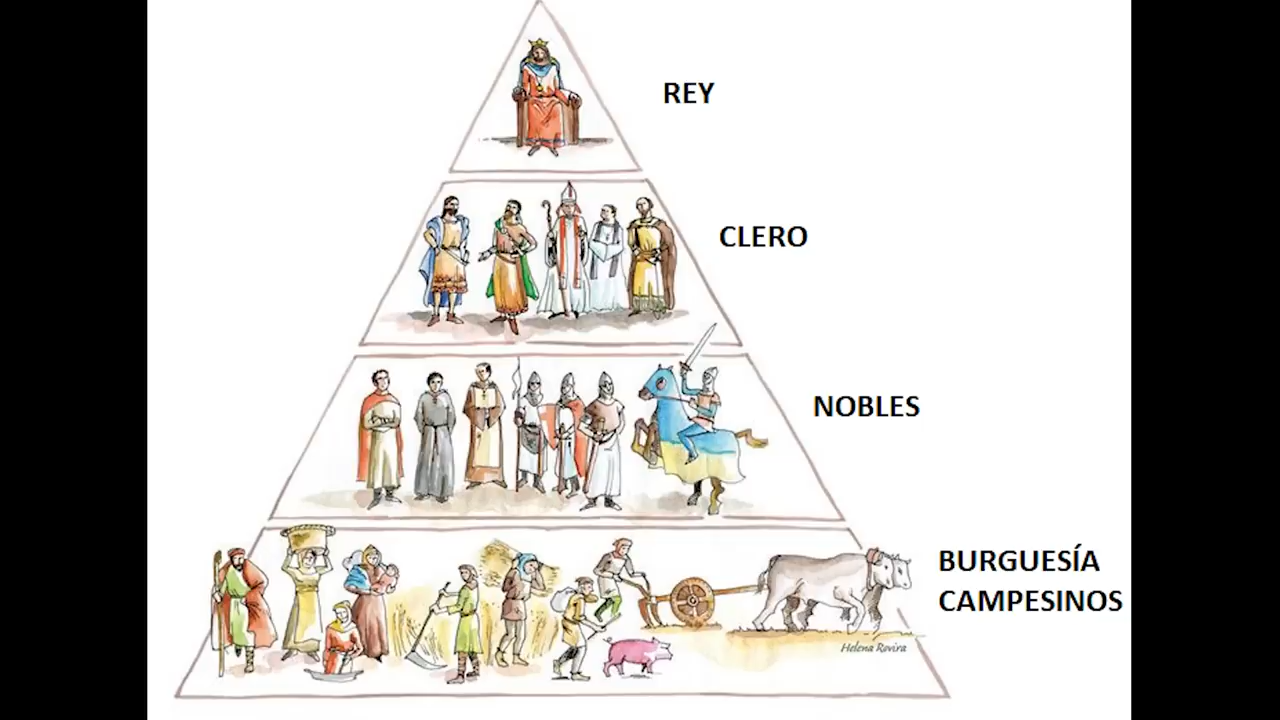 REY
CLERO
NOBLES
BURGUESÍA
CAMPESINOS
Helena Rovira